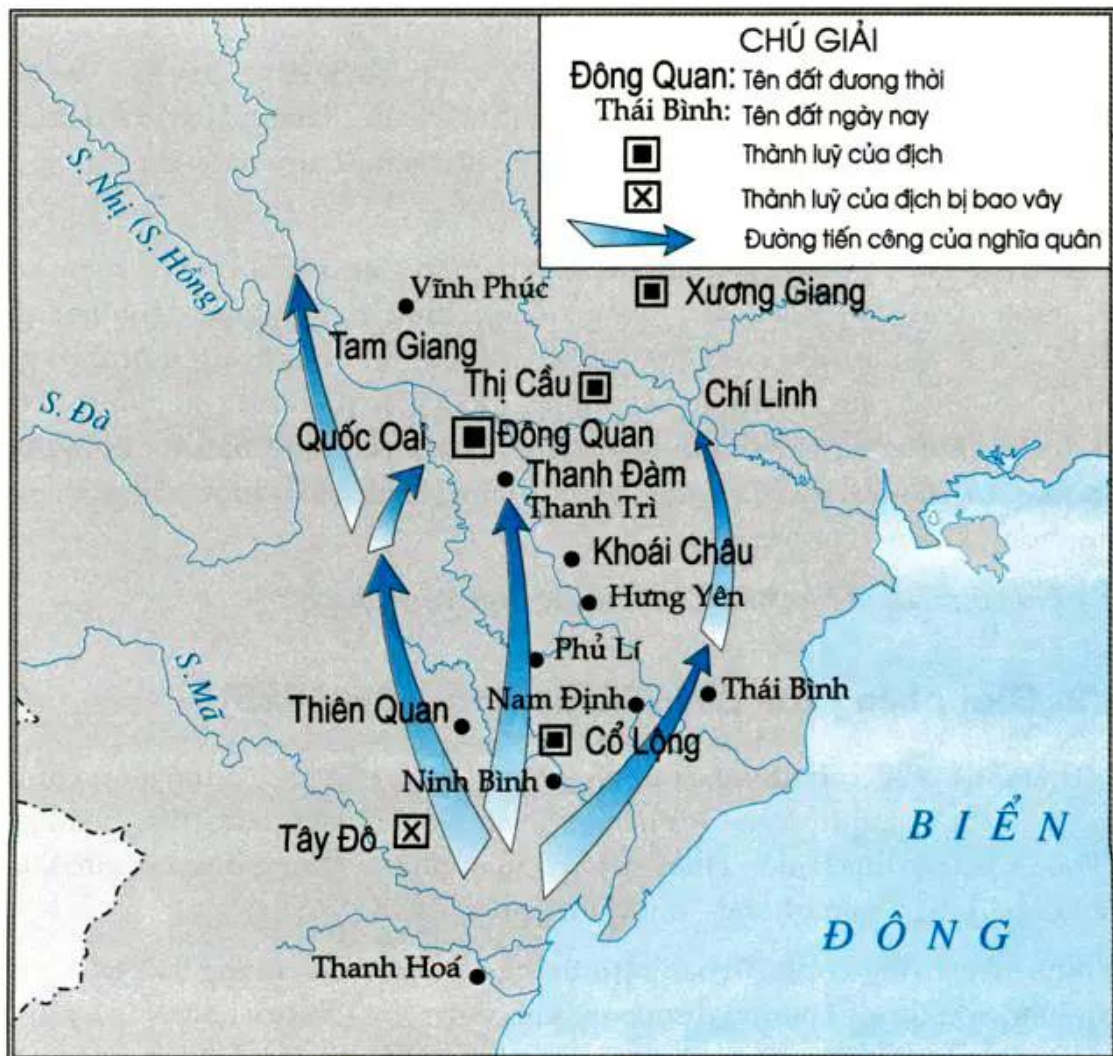 CHÚ GIẢI
Đông Quan: Tên đất đương thời
Thái Bình: Tên đất ngày nay
Thành luỹ của địch
Thành luỹ của địch bị bao vây
Đường tiến công của nghĩa quân
S. Nhị (S. Hồng)
Vĩnh Phúc
Xương Giang
Tam Giang
Thị Cầu
Chí Linh
S. Đà
Quốc Oai
Đông Quan
Thanh Đàm
Thanh Trì
Khoái Châu
Hưng Yên
S. Mã
Phủ Lí
Thiên Quan
Nam Định
Thái Bình
Cổ Lộng
Ninh Bình
Tây Đô
BIỂN
ĐÔNG
Thanh Hoá